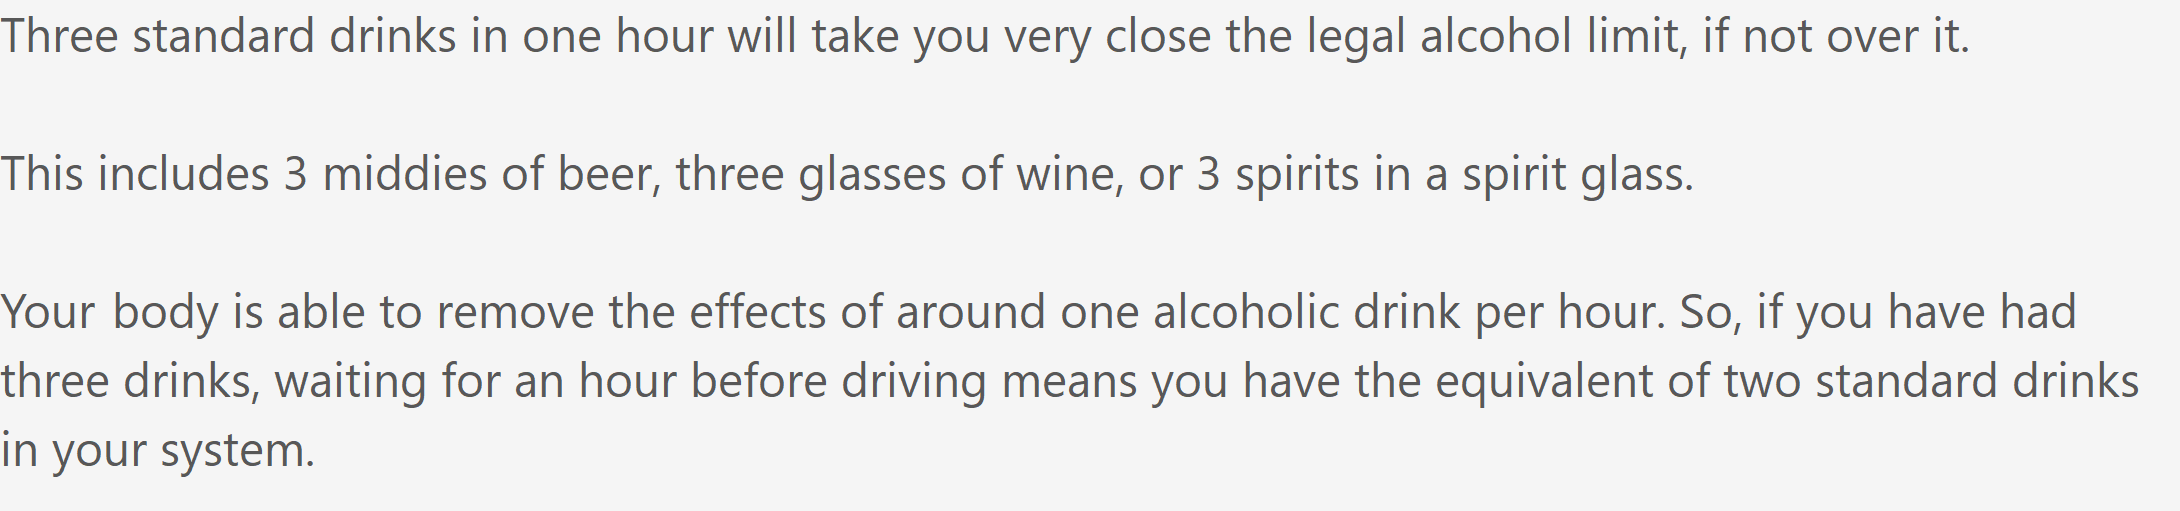 Three standard drinks in one hour will take you very close the legal alcohol limit, if not over it.
This includes 3 middies of beer, three glasses of wine, or 3 spirits in a spirit glass.
Your body is able to remove the effects of around one alcoholic drink per hour. So, if you have had
three drinks, waiting for an hour before driving means you have the equivalent of two standard drinks
in your system.